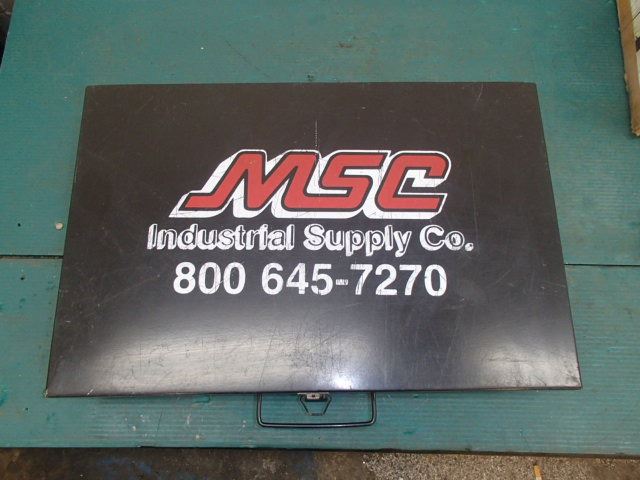 MSC
Industrial Supply Co.
800 645-7270